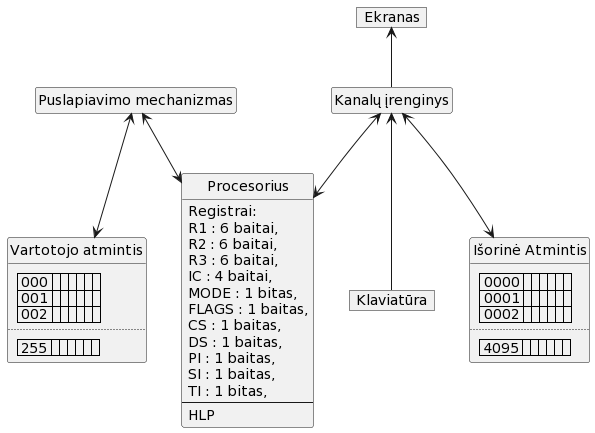 Ekranas
Puslapiavimo mechanizmas
Kanalų įrenginys
Procesorius
Registrai:
R1 : 6 baitai,
R2 : 6 baitai,
R3 : 6 baitai,
IC : 4 baitai,
MODE : 1 bitas,
FLAGS : 1 baitas,
CS : 1 baitas,
DS : 1 baitas,
PI : 1 baitas,
SI : 1 baitas,
TI : 1 bitas,
HLP
Vartotojo atmintis
000
001
002
255
Klaviatūra
Išorinė Atmintis
0000
0001
0002
4095